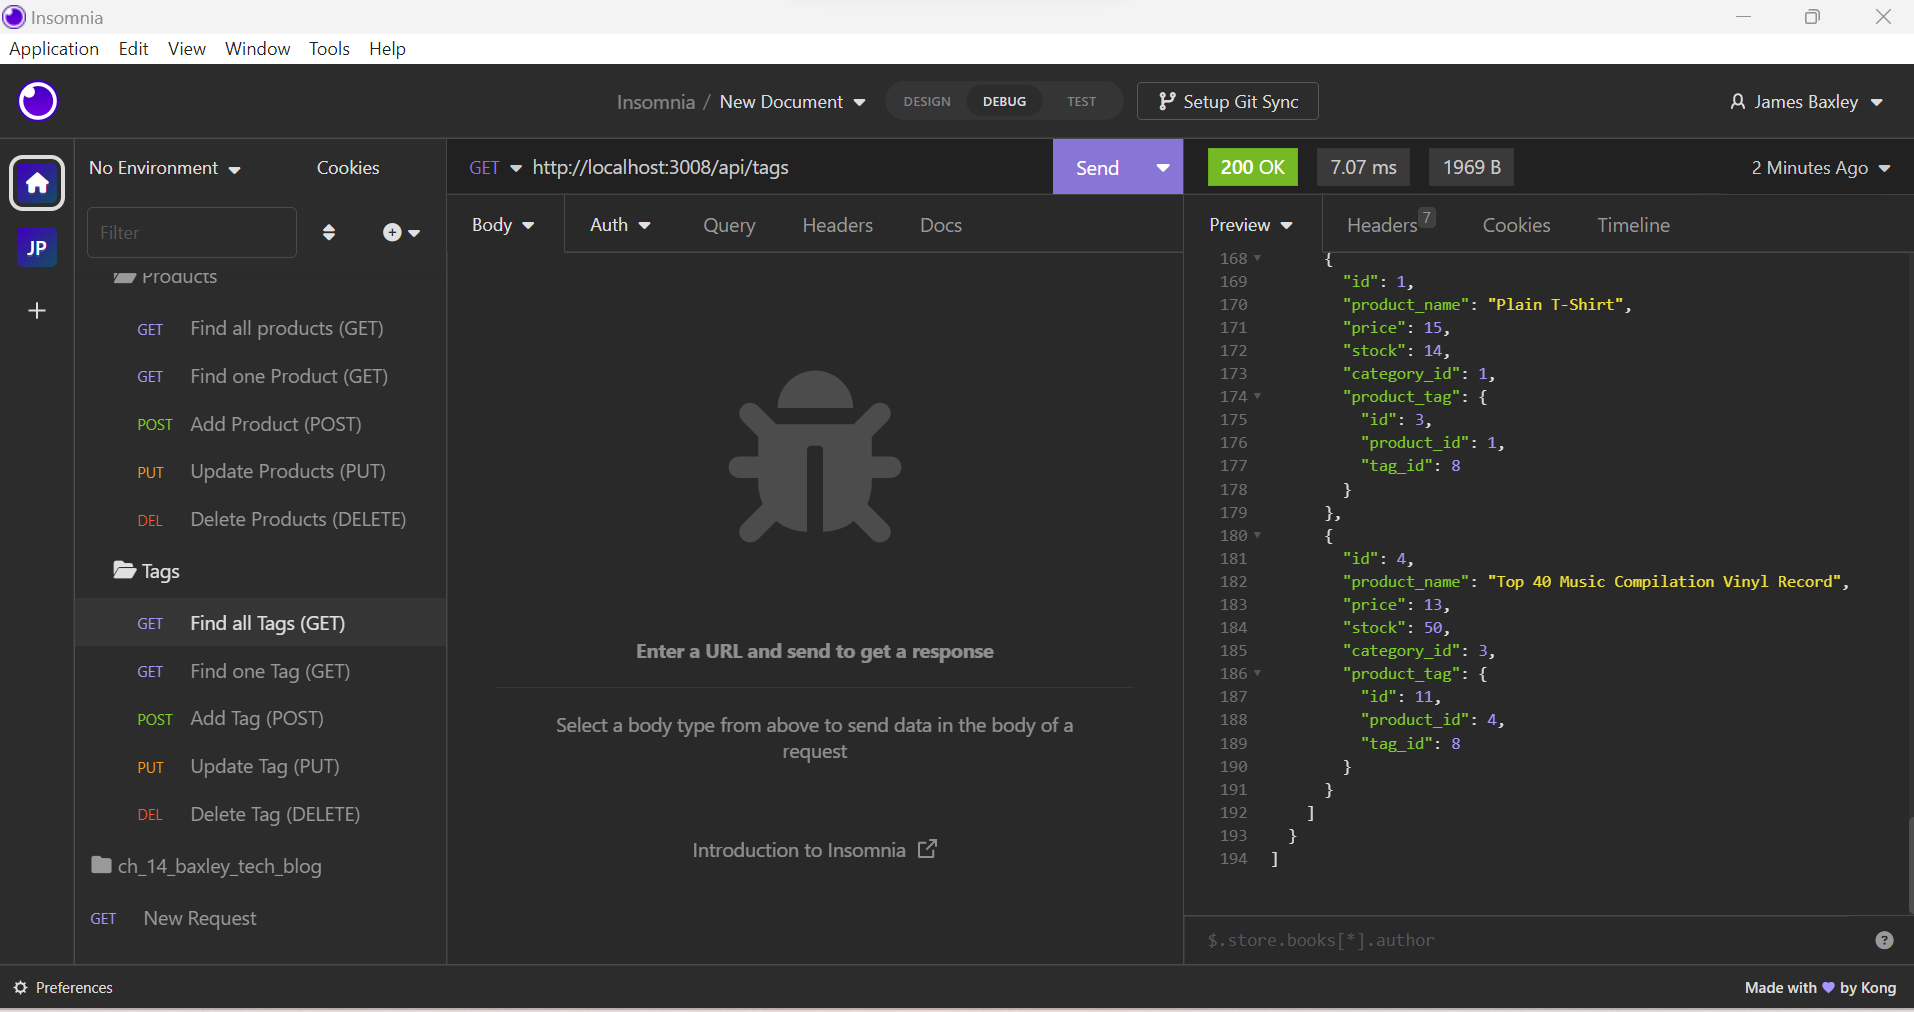 Insomnia
Application Edit View Window Tools Help
Insomnia / New Document DESIGN DEBUG TEST Setup Git Sync James Baxley
No Environment Cookies
GET http://localhost:3008/api/tags Send
200 OK 7.07 ms 1969 B 2 Minutes Ago
JP
Filter
Products
GET Find all products (GET)
GET Find one Product (GET)
POST Add Product (POST)
PUT Update Products (PUT)
DEL Delete Products (DELETE)
Tags
GET Find all Tags (GET)
GET Find one Tag (GET)
POST Add Tag (POST)
PUT Update Tag (PUT)
DEL Delete Tag (DELETE)
ch_14_baxley_tech_blog
GET New Request
Body Auth Query Headers Docs
Enter a URL and send to get a response
Select a body type from above to send data in the body of a
request
Introduction to Insomnia
Preview Headers 7 Cookies Timeline
168 {
169 "id": 1,
170 "product_name": "Plain T-Shirt",
171 "price": 15,
172 "stock": 14,
173 "category_id": 1,
174 "product_tag": {
175 "id": 3,
176 "product_id": 1,
177 "tag_id": 8
178 }
179 },
180 {
181 "id": 4,
182 "product_name": "Top 40 Music Compilation Vinyl Record",
183 "price": 13,
184 "stock": 50,
185 "category_id": 3,
186 "product_tag": {
187 "id": 11,
188 "product_id": 4,
189 "tag_id": 8
190 }
191 }
192 ]
193 }
194 ]
$.store.books[*].author ?
Preferences
Made with 💜 by Kong